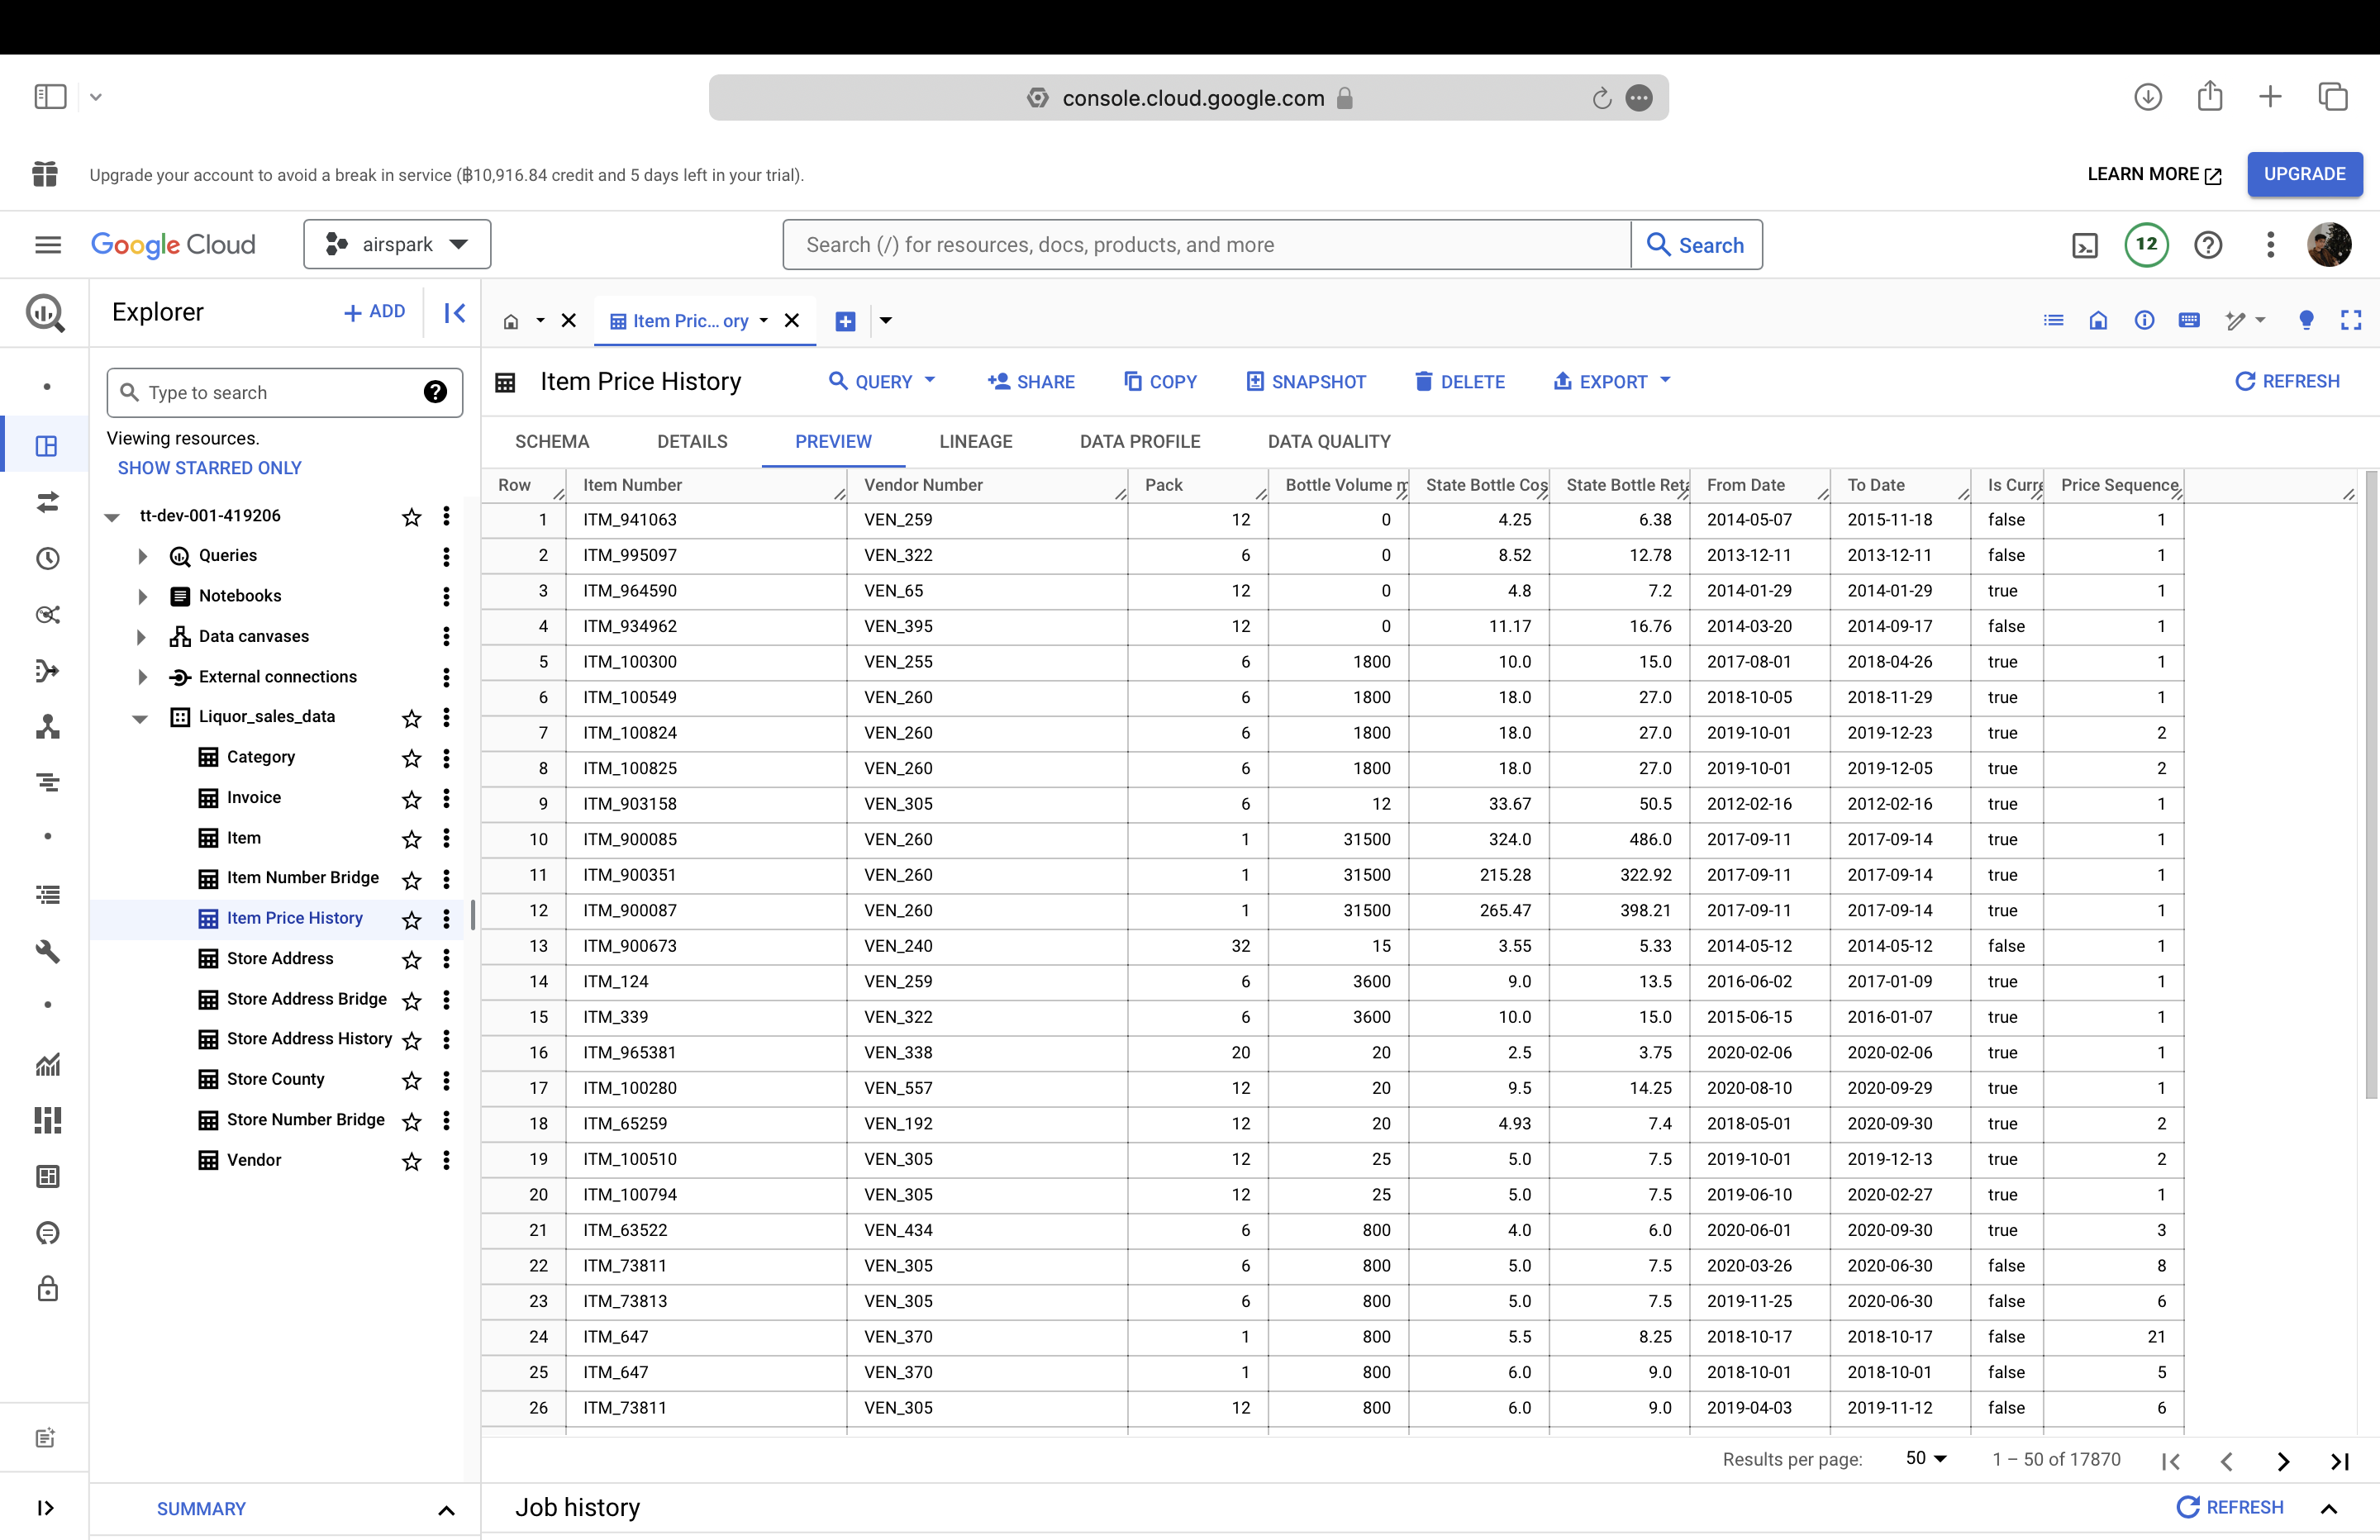 console.cloud.google.com
Upgrade your account to avoid a break in service (฿10,916.84 credit and 5 days left in your trial).
LEARN MORE
UPGRADE
Google Cloud
airspark
Search (/) for resources, docs, products, and more
Search
12
Explorer
+ ADD
Item Pric... ory
Type to search
Viewing resources.
SHOW STARRED ONLY
tt-dev-001-419206
Queries
Notebooks
Data canvases
External connections
Liquor_sales_data
Category
Invoice
Item
Item Number Bridge
Item Price History
Store Address
Store Address Bridge
Store Address History
Store County
Store Number Bridge
Vendor
SUMMARY
Item Price History
QUERY
SHARE
COPY
SNAPSHOT
DELETE
EXPORT
REFRESH
SCHEMA DETAILS PREVIEW LINEAGE DATA PROFILE DATA QUALITY
Row Item Number Vendor Number Pack Bottle Volume State Bottle Cos State Bottle Reta From Date To Date Is Curre Price Sequence
1 ITM_941063 VEN_259 12 0 4.25 6.38 2014-05-07 2015-11-18 false 1
2 ITM_995097 VEN_322 6 0 8.52 12.78 2013-12-11 2013-12-11 false 1
3 ITM_964590 VEN_65 12 0 4.8 7.2 2014-01-29 2014-01-29 true 1
4 ITM_934962 VEN_395 12 0 11.17 16.76 2014-03-20 2014-09-17 false 1
5 ITM_100300 VEN_255 6 1800 10.0 15.0 2017-08-01 2018-04-26 true 1
6 ITM_100549 VEN_260 6 1800 18.0 27.0 2018-10-05 2018-11-29 true 1
7 ITM_100824 VEN_260 6 1800 18.0 27.0 2019-10-01 2019-12-23 true 2
8 ITM_100825 VEN_260 6 1800 18.0 27.0 2019-10-01 2019-12-05 true 2
9 ITM_903158 VEN_305 6 12 33.67 50.5 2012-02-16 2012-02-16 true 1
10 ITM_900085 VEN_260 1 31500 324.0 486.0 2017-09-11 2017-09-14 true 1
11 ITM_900351 VEN_260 1 31500 215.28 322.92 2017-09-11 2017-09-14 true 1
12 ITM_900087 VEN_260 1 31500 265.47 398.21 2017-09-11 2017-09-14 true 1
13 ITM_900673 VEN_240 32 15 3.55 5.33 2014-05-12 2014-05-12 false 1
14 ITM_124 VEN_259 6 3600 9.0 13.5 2016-06-02 2017-01-09 true 1
15 ITM_339 VEN_322 6 3600 10.0 15.0 2015-06-15 2016-01-07 true 1
16 ITM_965381 VEN_338 20 20 2.5 3.75 2020-02-06 2020-02-06 true 1
17 ITM_100280 VEN_557 12 20 9.5 14.25 2020-08-10 2020-09-29 true 1
18 ITM_65259 VEN_192 12 20 4.93 7.4 2018-05-01 2020-09-30 true 2
19 ITM_100510 VEN_305 12 25 5.0 7.5 2019-10-01 2019-12-13 true 2
20 ITM_100794 VEN_305 12 25 5.0 7.5 2019-06-10 2020-02-27 true 1
21 ITM_63522 VEN_434 6 800 4.0 6.0 2020-06-01 2020-09-30 true 3
22 ITM_73811 VEN_305 6 800 5.0 7.5 2020-03-26 2020-06-30 false 8
23 ITM_73813 VEN_305 6 800 5.0 7.5 2019-11-25 2020-06-30 false 6
24 ITM_647 VEN_370 1 800 5.5 8.25 2018-10-17 2018-10-17 false 21
25 ITM_647 VEN_370 1 800 6.0 9.0 2018-10-01 2018-10-01 false 5
26 ITM_73811 VEN_305 12 800 6.0 9.0 2019-04-03 2019-11-12 false 6
Results per page: 50 1 – 50 of 17870
Job history
REFRESH